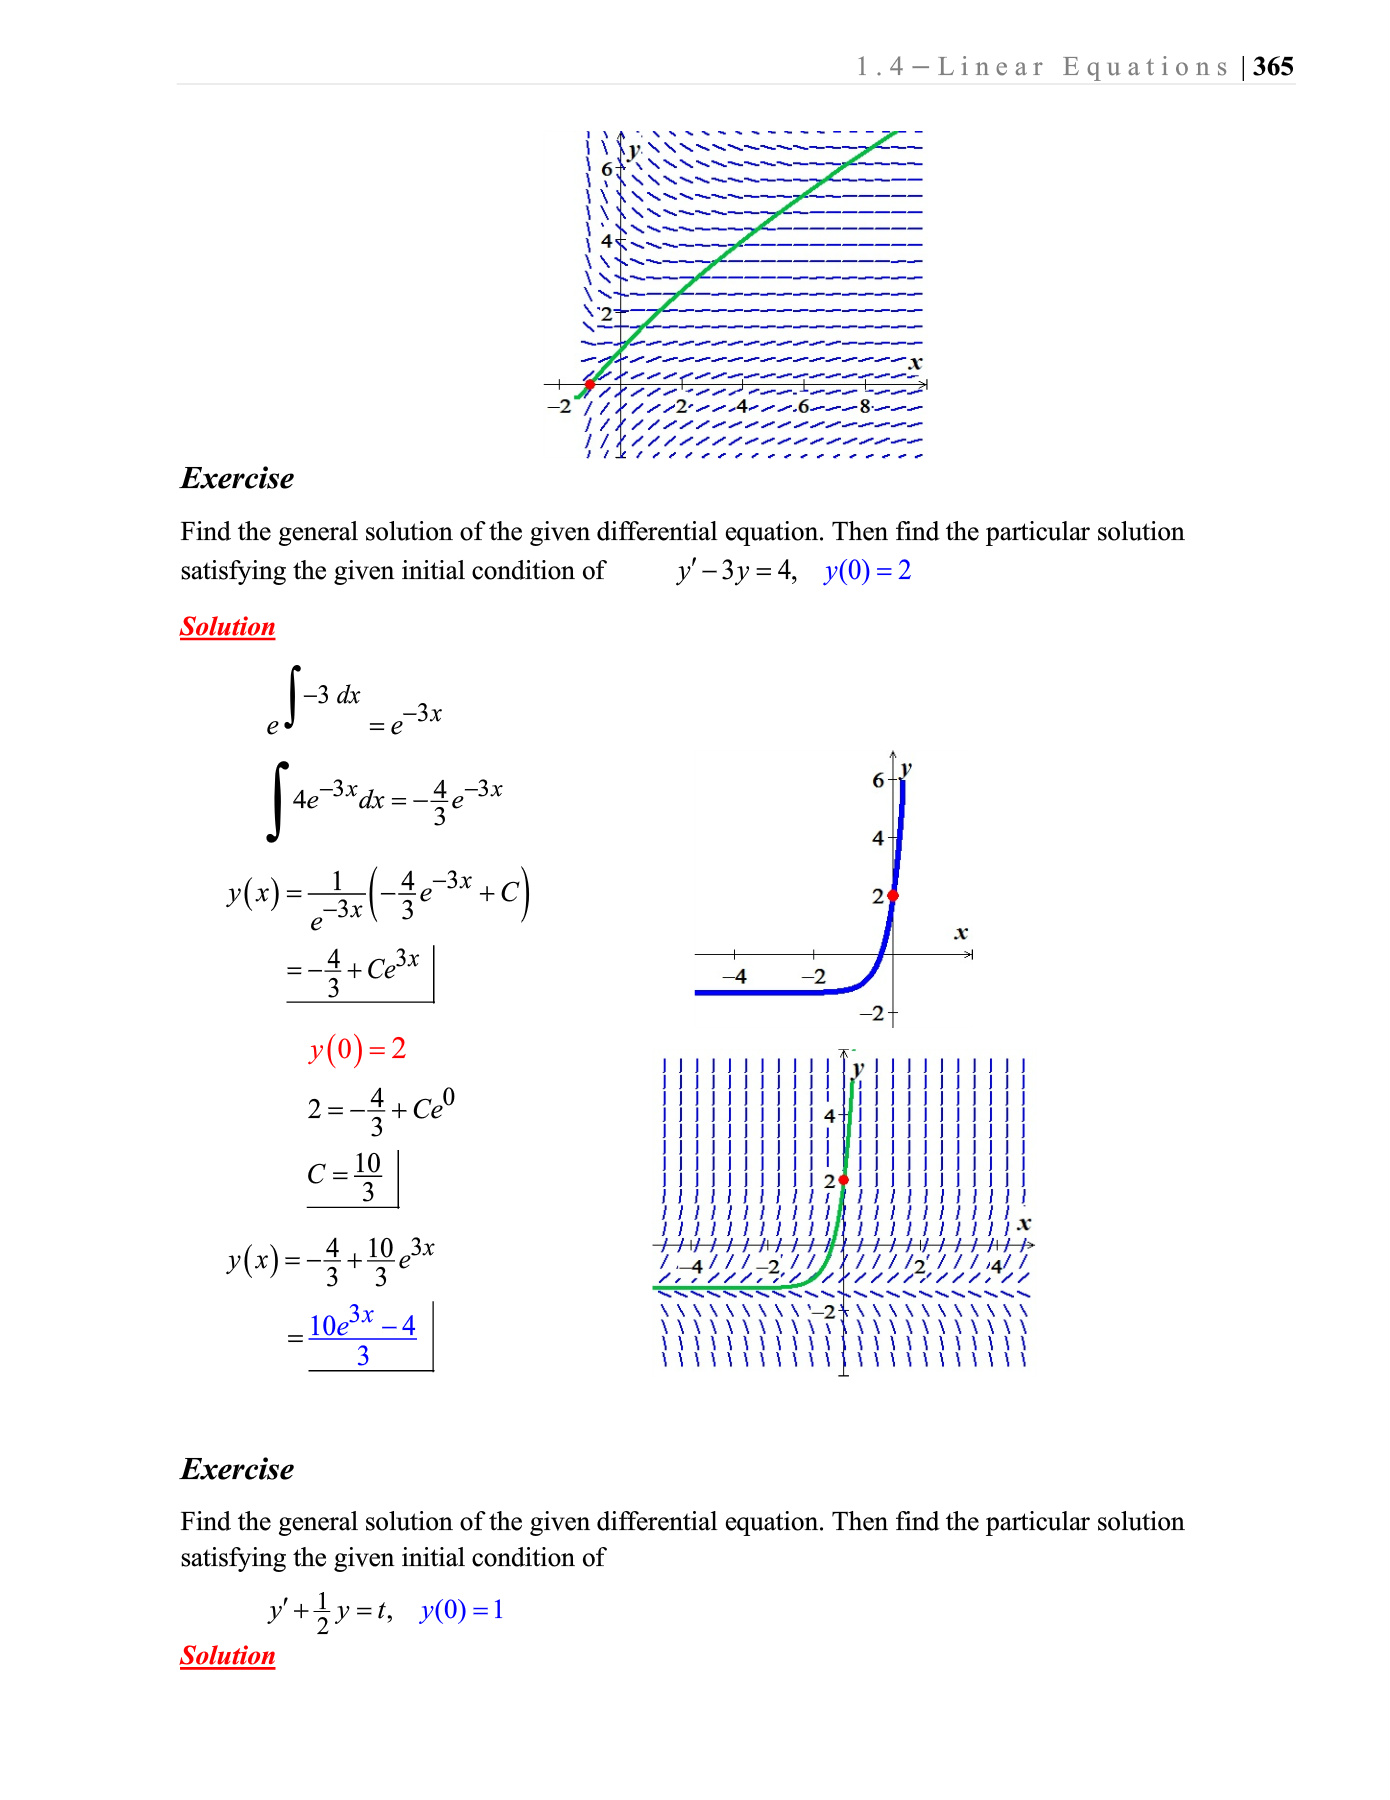 1.4 – Linear Equations | 365
y
6
4
2
x
–2 2 4 6 8
Exercise
Find the general solution of the given differential equation. Then find the particular solution
satisfying the given initial condition of y′ – 3y = 4, y(0) = 2
Solution
e^{∫ –3 dx} = e^{–3x}
∫ 4e^{–3x} dx = –\frac{4}{3} e^{–3x}
y(x) = \frac{1}{e^{–3x}} (–\frac{4}{3} e^{–3x} + C)
= –\frac{4}{3} + Ce^{3x}
y(0) = 2
2 = –\frac{4}{3} + Ce^{0}
C = \frac{10}{3}
y(x) = –\frac{4}{3} + \frac{10}{3} e^{3x}
= \frac{10e^{3x} – 4}{3}
6 y
4
2
x
–4 –2
–2
y
4
2
x
–4 –2 2 4
–2
Exercise
Find the general solution of the given differential equation. Then find the particular solution
satisfying the given initial condition of
y′ + \frac{1}{2} y = t, y(0) = 1
Solution